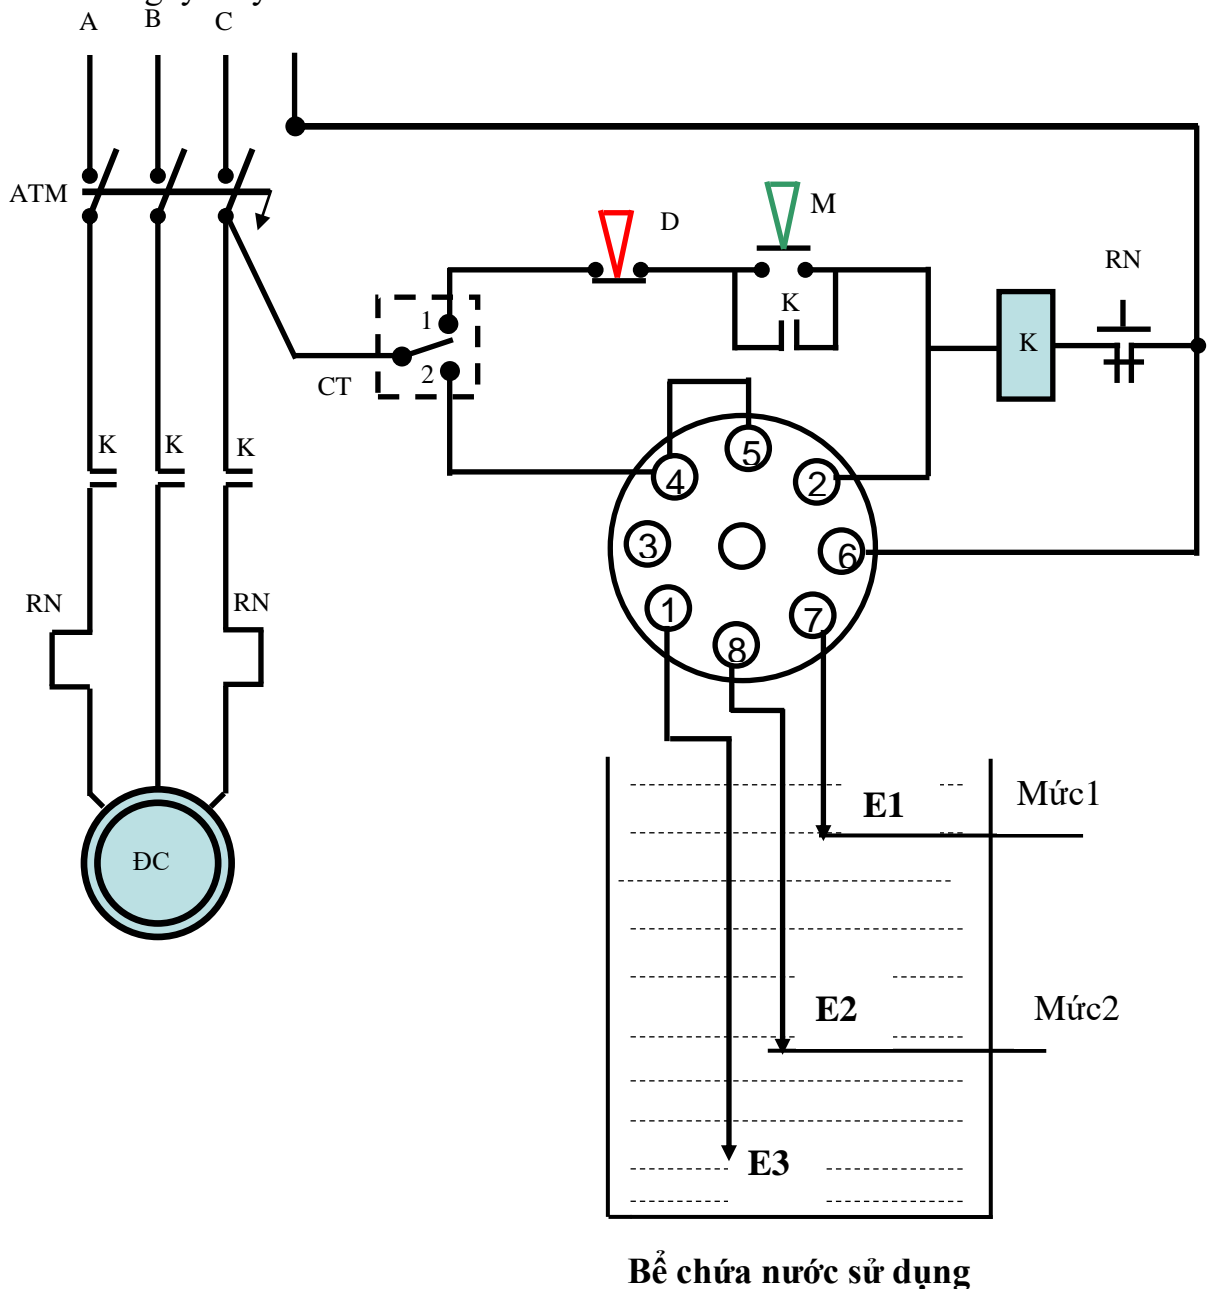 A B C
ATM
D
M
RN
K
1
K
2
CT
5
4
2
K K K
3
6
1
7
RN RN
8
Mức1
E1
ĐC
E2
Mức2
E3
Bể chứa nước sử dụng